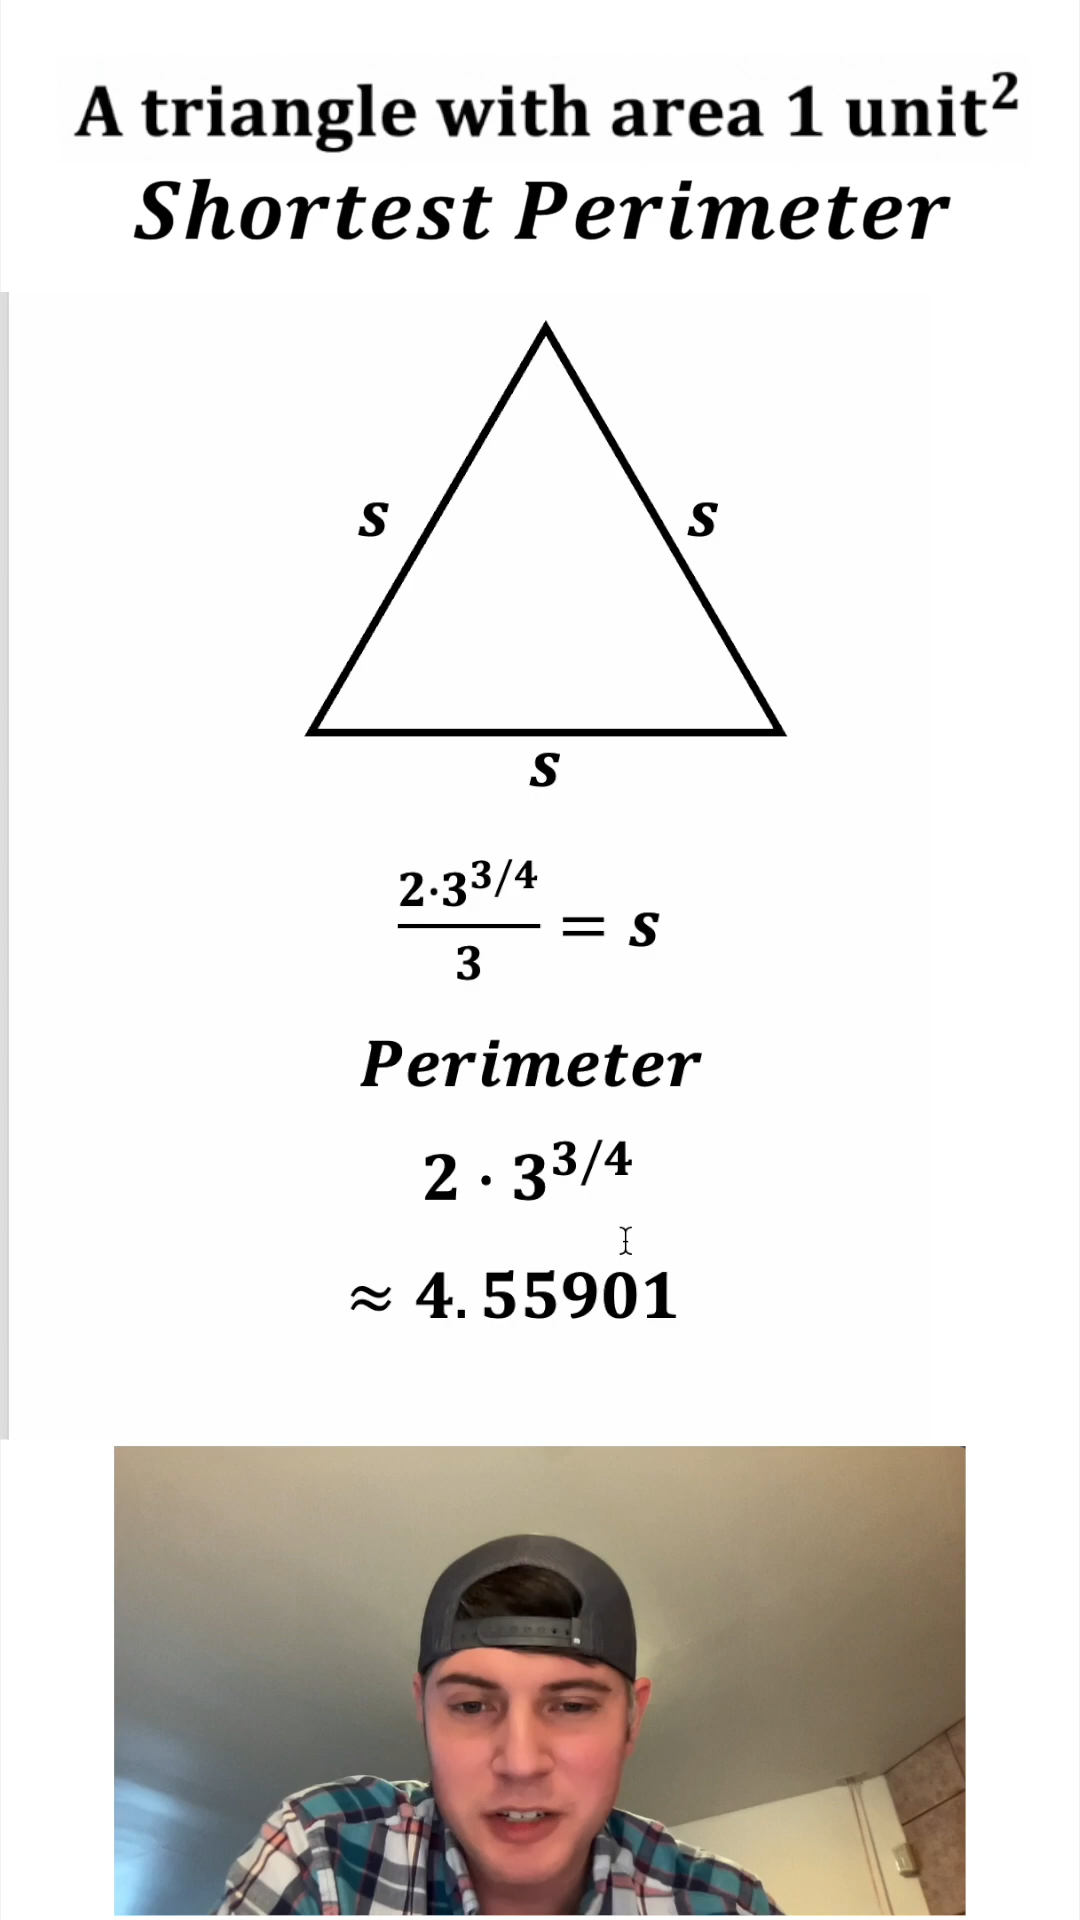 A triangle with area 1 unit²
Shortest Perimeter
s s
s
2·3^3/4 / 3 = s
Perimeter
2 · 3^3/4
≈ 4.55901